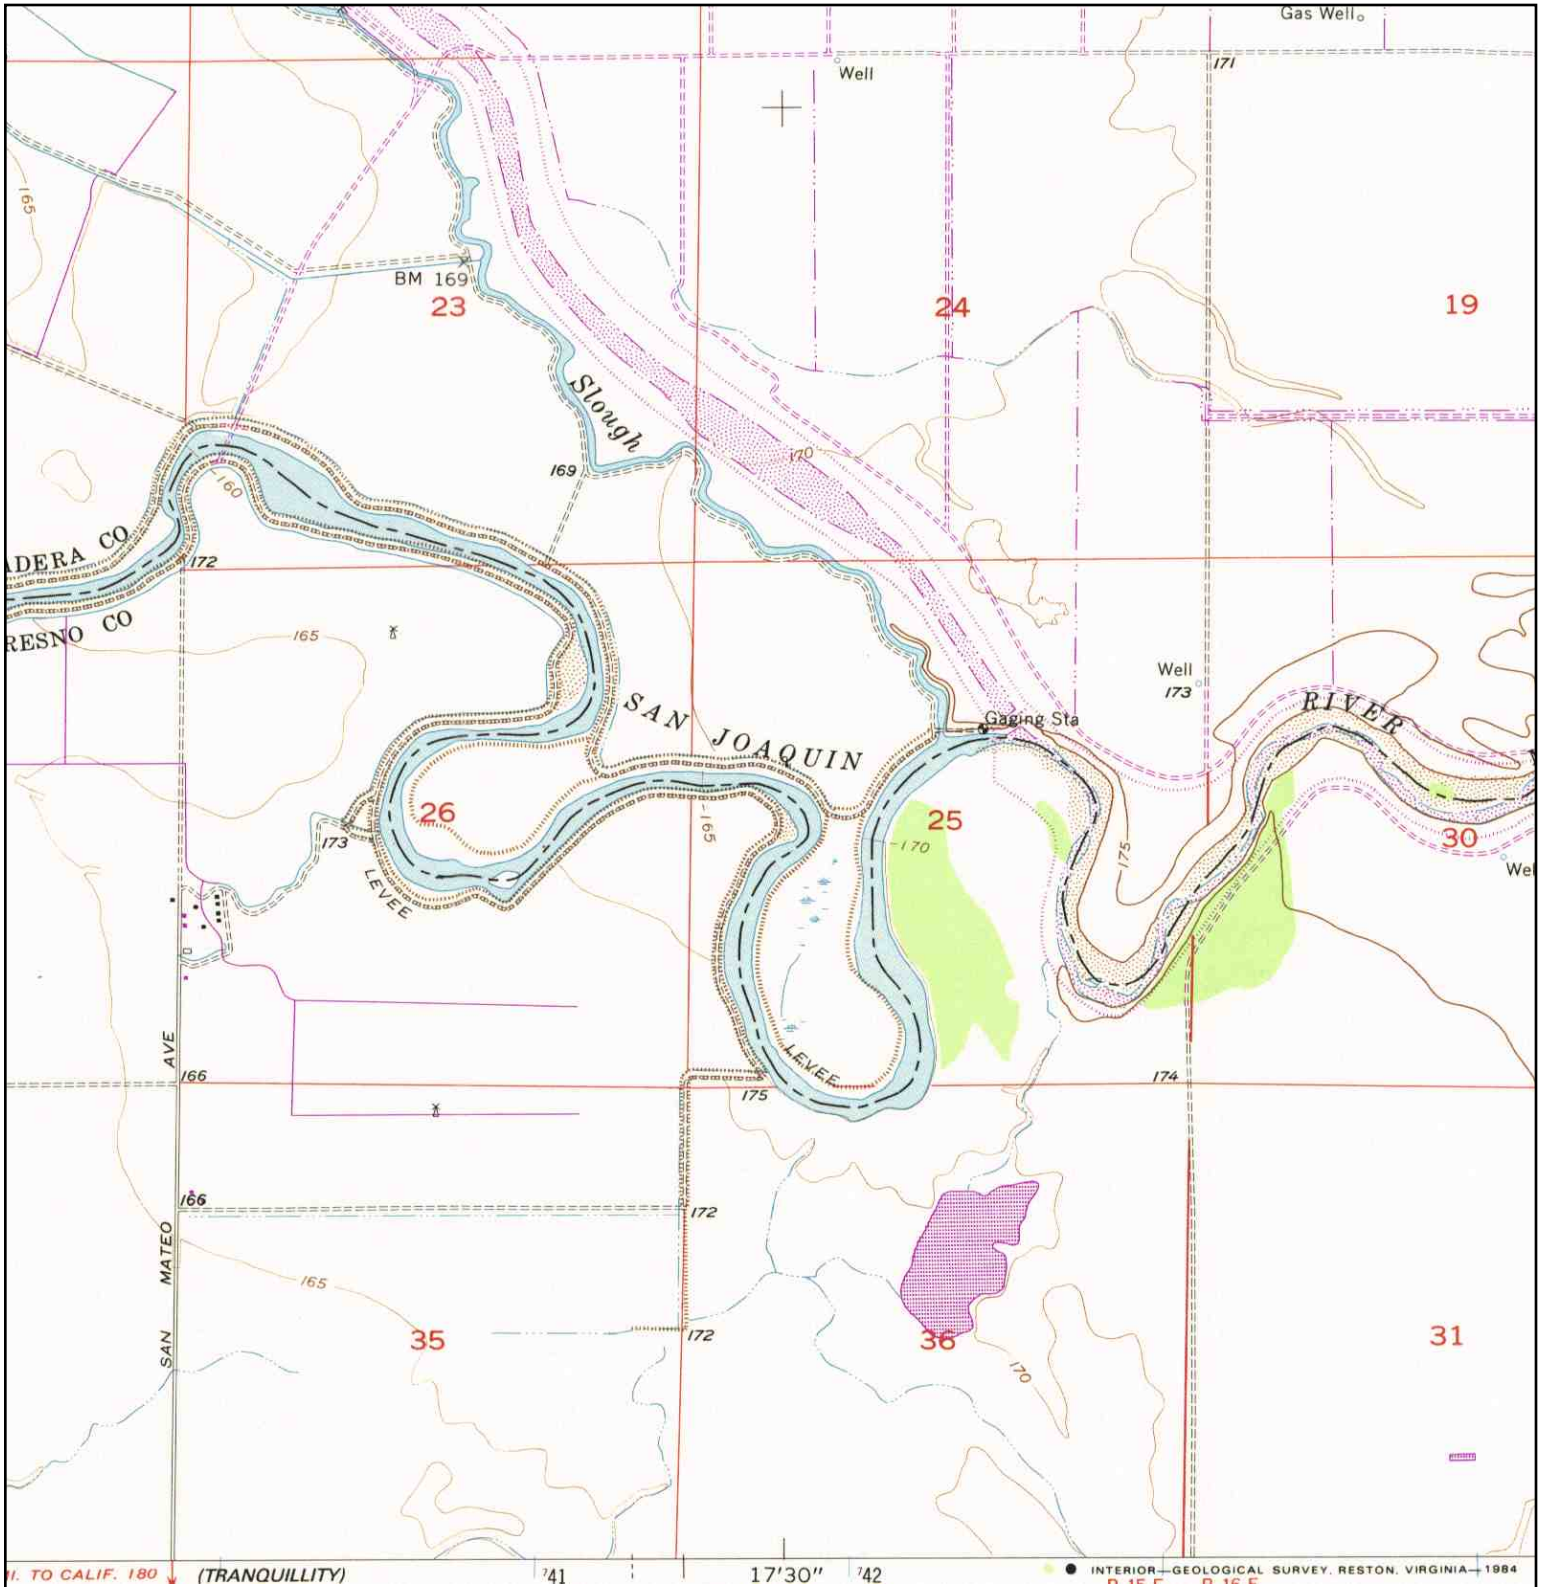 Gas Well
171
Well
165
BM 169
23
24
19
Slough
170
169
160
ADERA CO
172
RESNO CO
165
Well
173
SAN JOAQUIN
RIVER
Gaging Sta
26
25
30
173
165
170
175
Wel
LEVEE
LEVEE
SAN MATEO AVE
166
175
174
166
172
165
35
172
36
31
170
I. TO CALIF. 180
(TRANQUILLITY)
'41
17'30"
'42
INTERIOR—GEOLOGICAL SURVEY, RESTON, VIRGINIA—1984
R 15 E
R 16 E